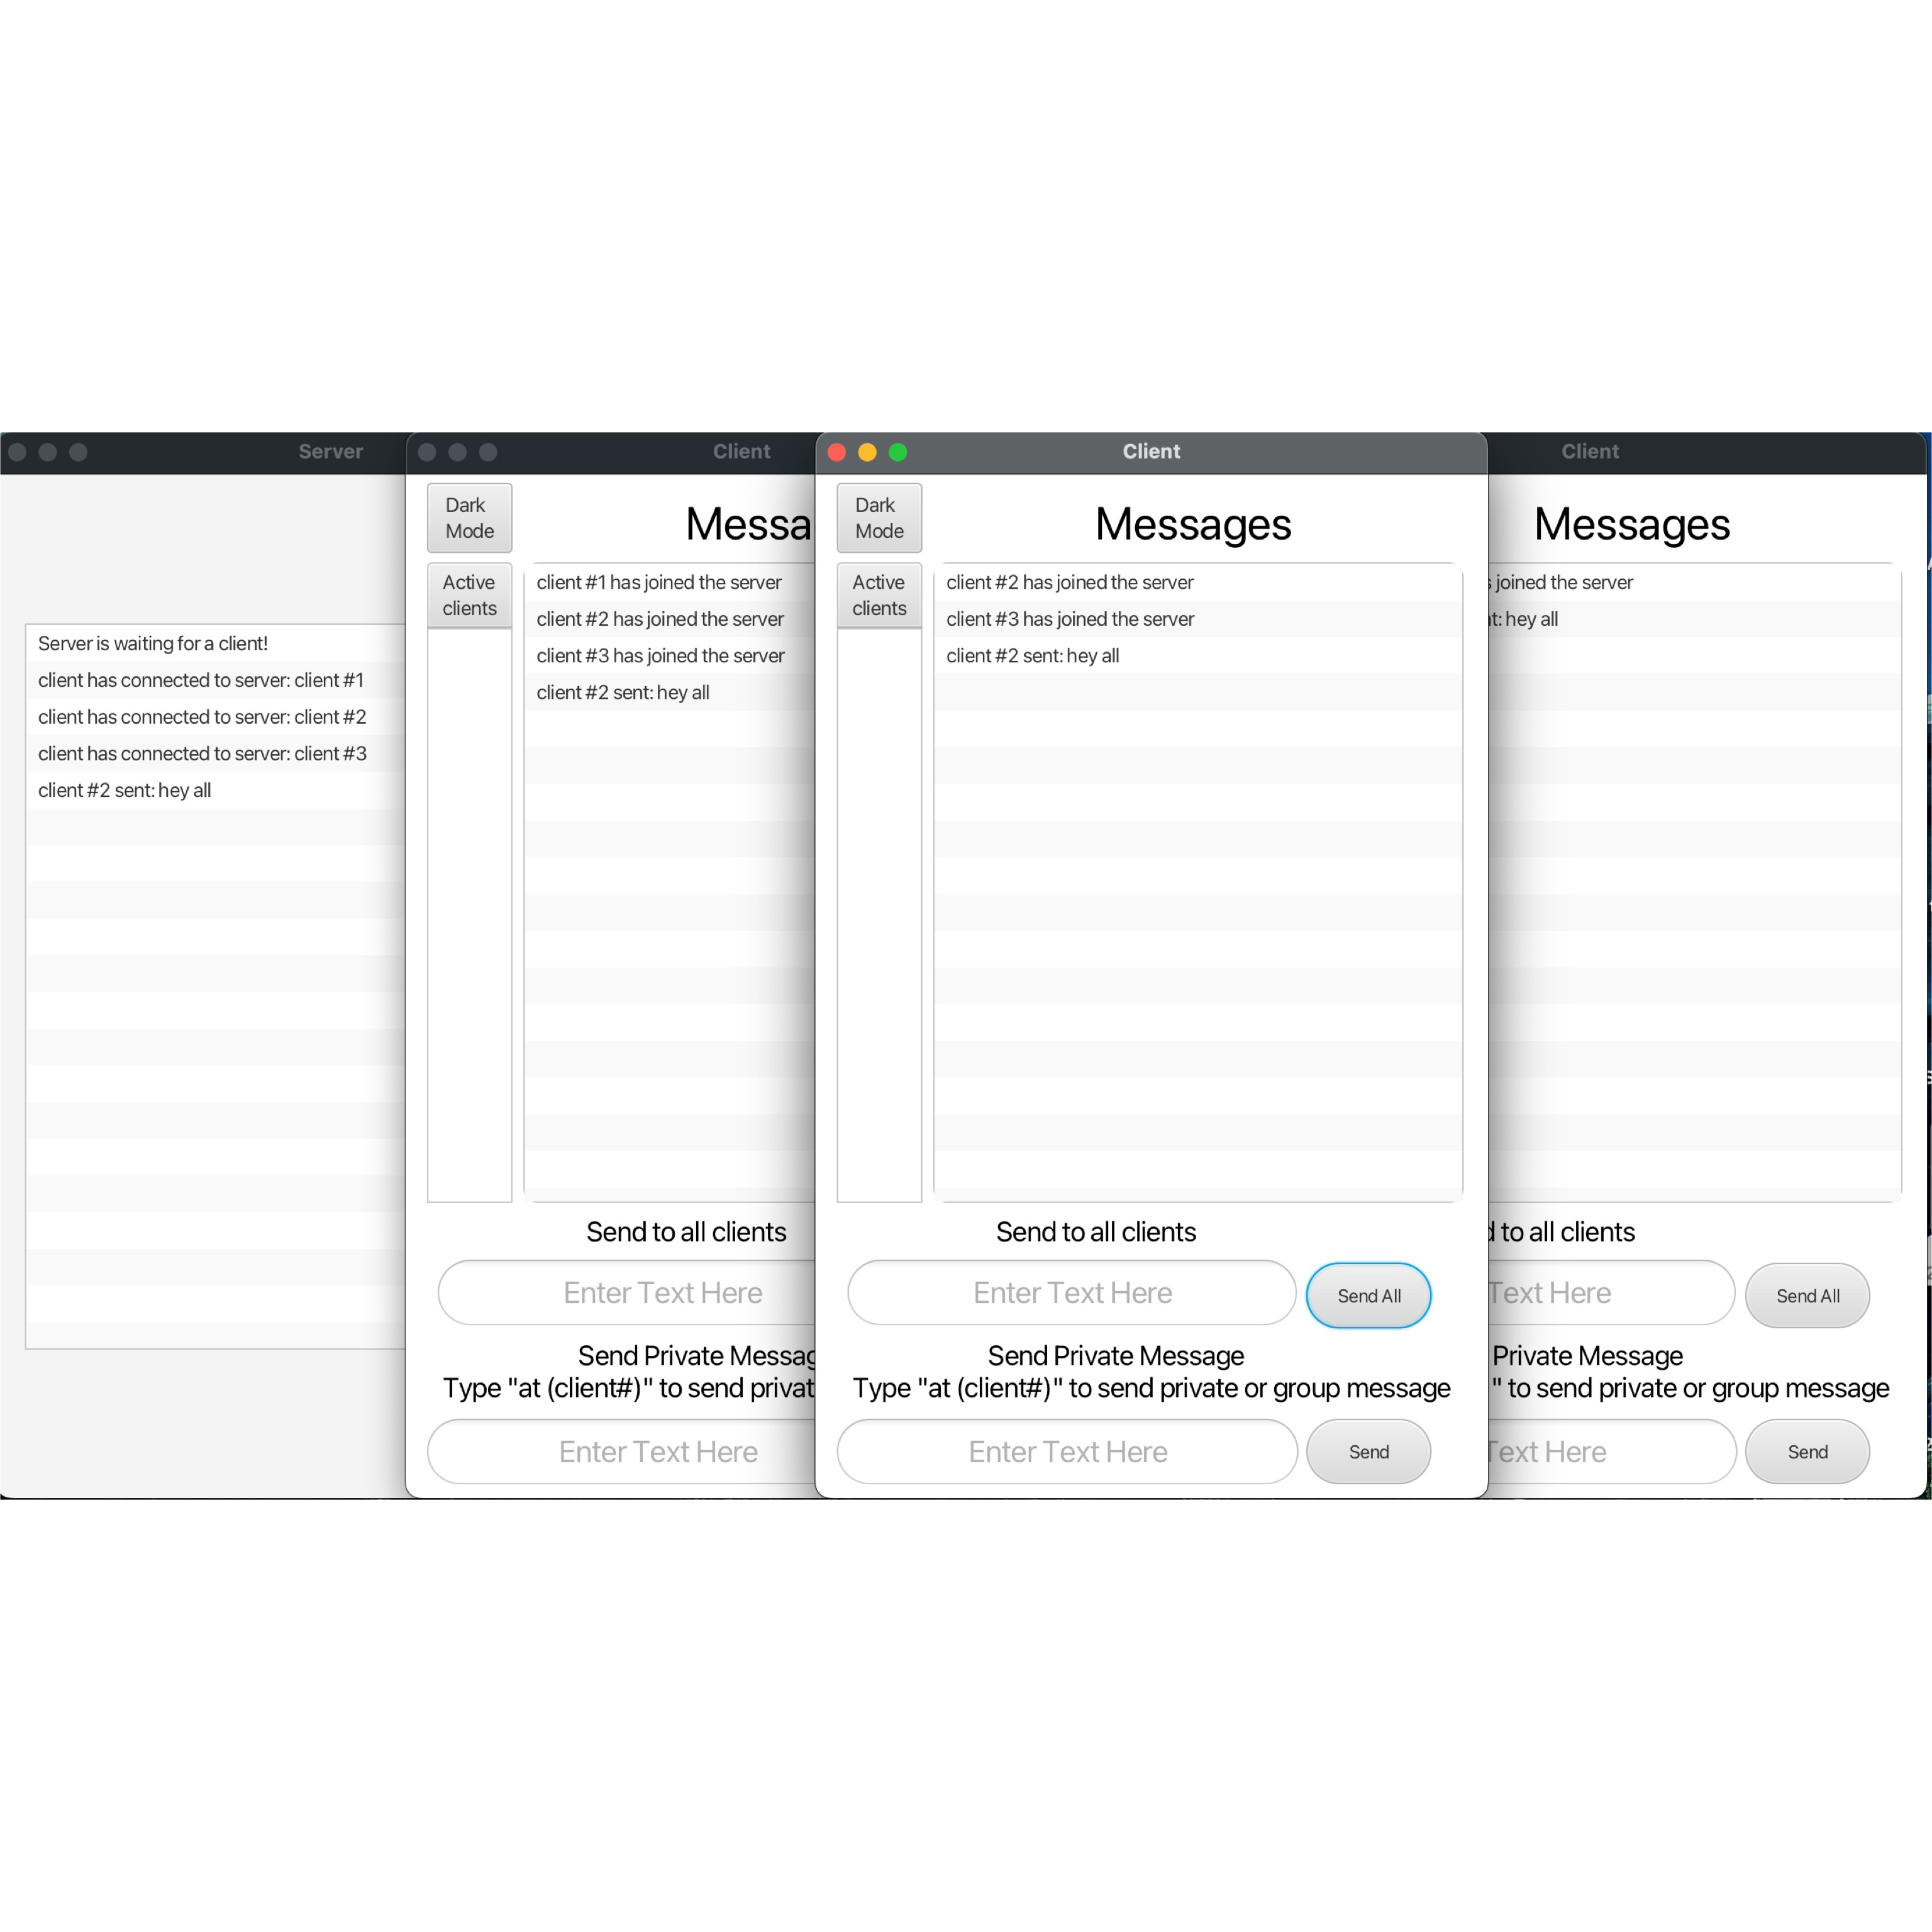 Server
Server is waiting for a client!
client has connected to server: client #1
client has connected to server: client #2
client has connected to server: client #3
client #2 sent: hey all
Client
Dark
Mode
Messa
Active
clients
client #1 has joined the server
client #2 has joined the server
client #3 has joined the server
client #2 sent: hey all
Send to all clients
Enter Text Here
Send Private Messag
Type "at (client#)" to send privat
Enter Text Here
Client
Dark
Mode
Messages
Active
clients
client #2 has joined the server
client #3 has joined the server
client #2 sent: hey all
Send to all clients
Enter Text Here
Send All
Send Private Message
Type "at (client#)" to send private or group message
Enter Text Here
Send
Client
Messages
s joined the server
nt: hey all
d to all clients
Text Here
Send All
Private Message
" to send private or group message
Text Here
Send